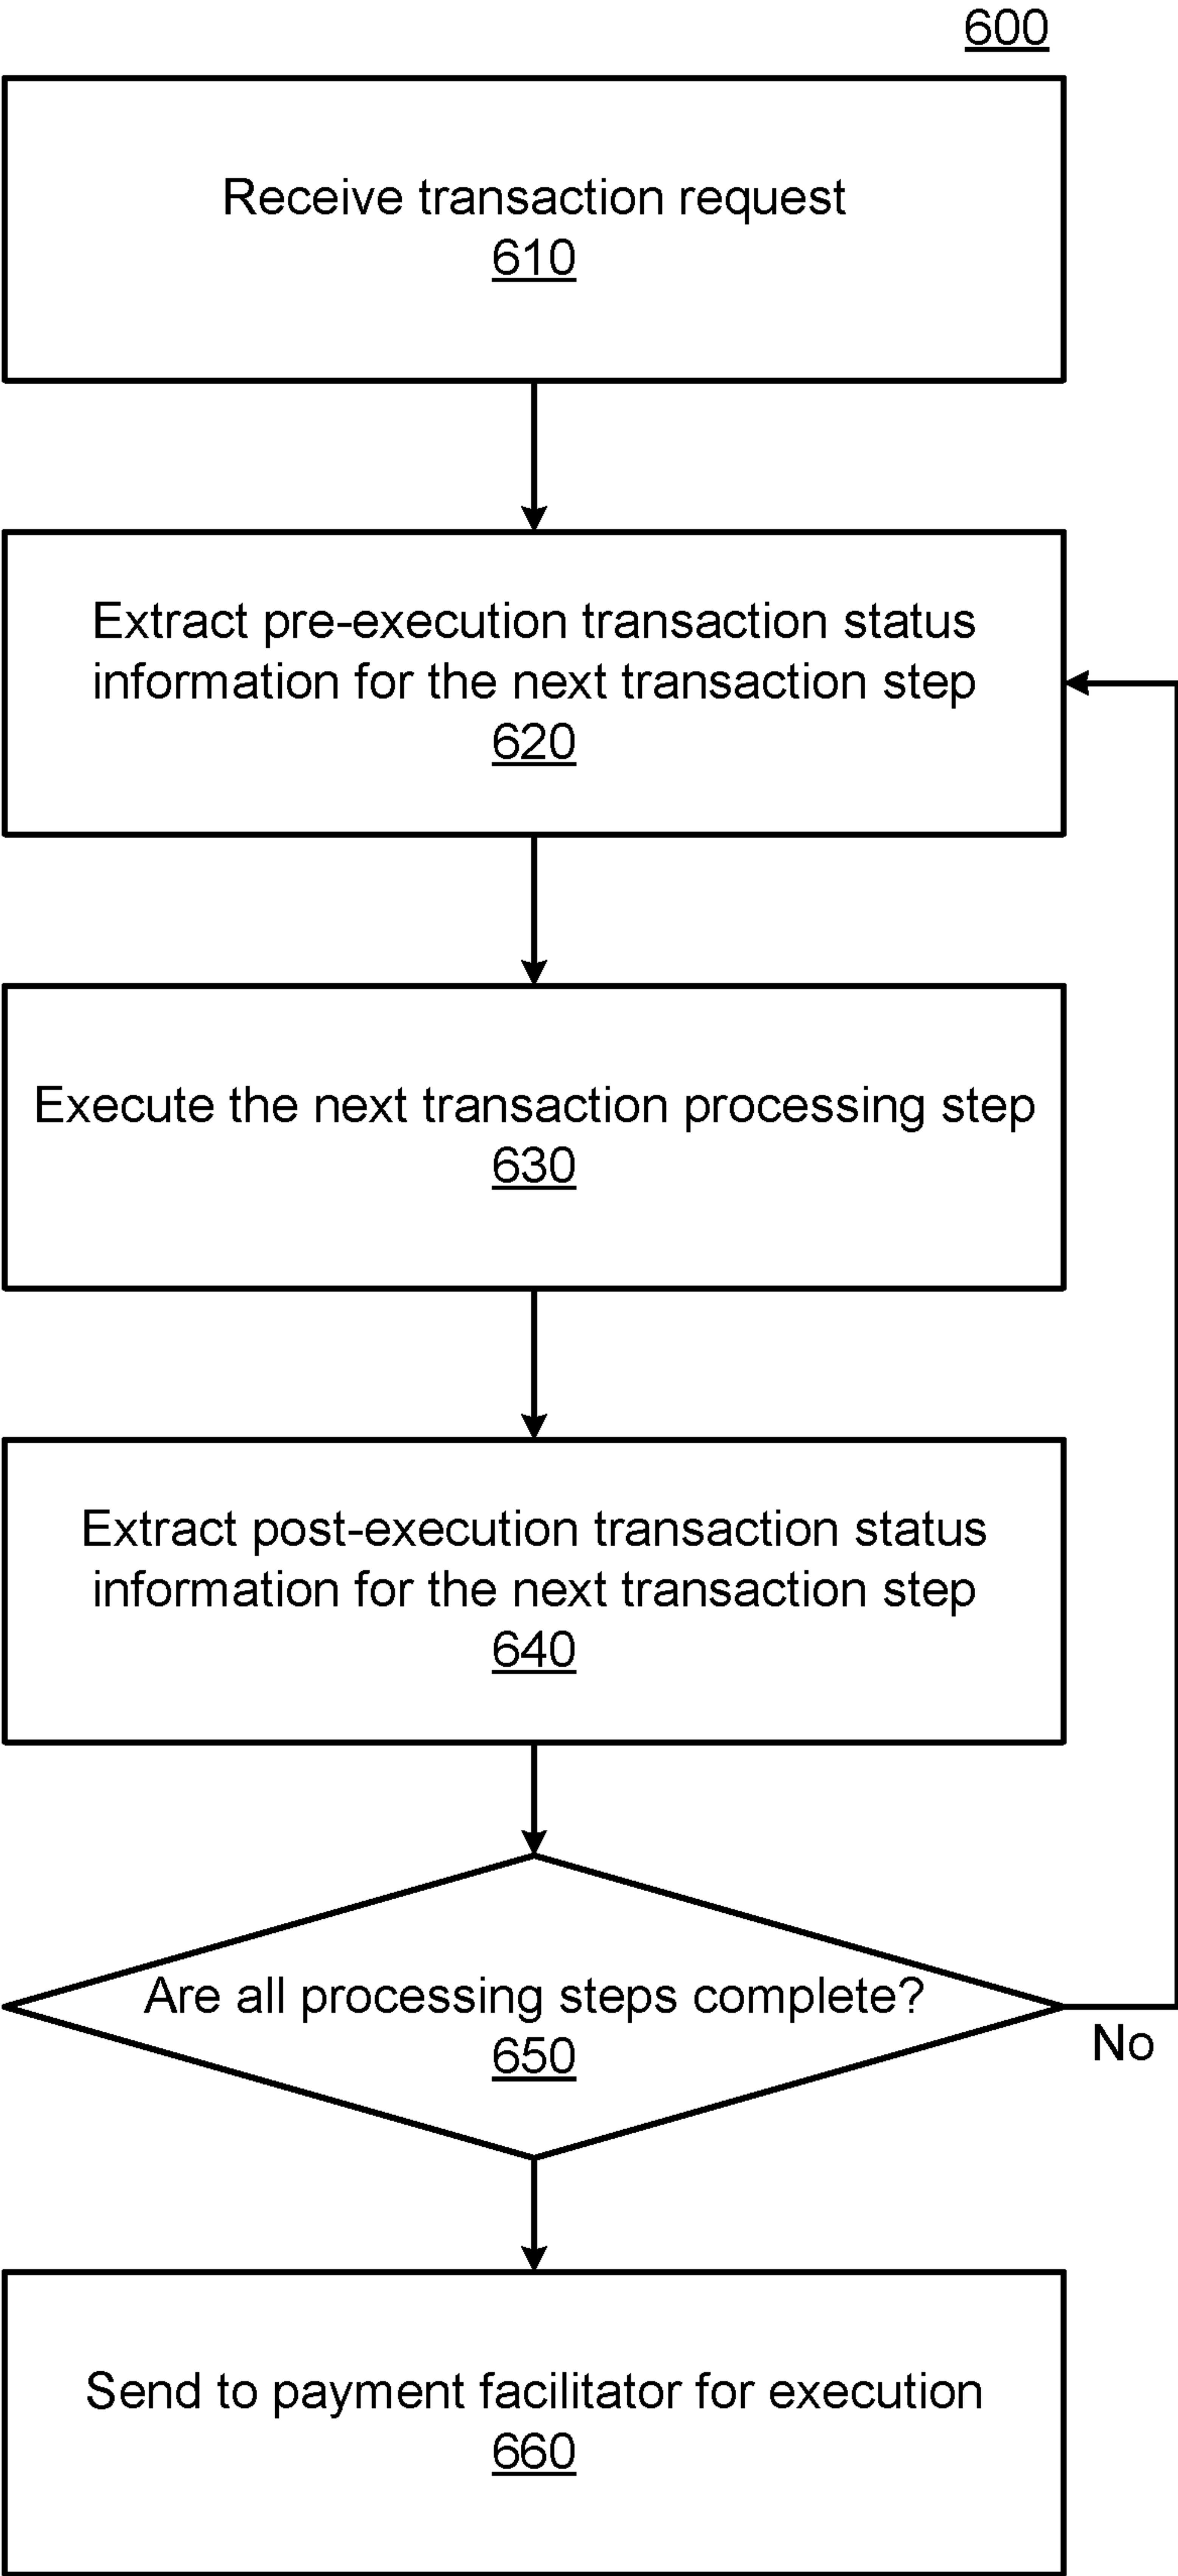 600
Receive transaction request
610
Extract pre-execution transaction status
information for the next transaction step
620
Execute the next transaction processing step
630
Extract post-execution transaction status
information for the next transaction step
640
Are all processing steps complete?
650
No
Send to payment facilitator for execution
660